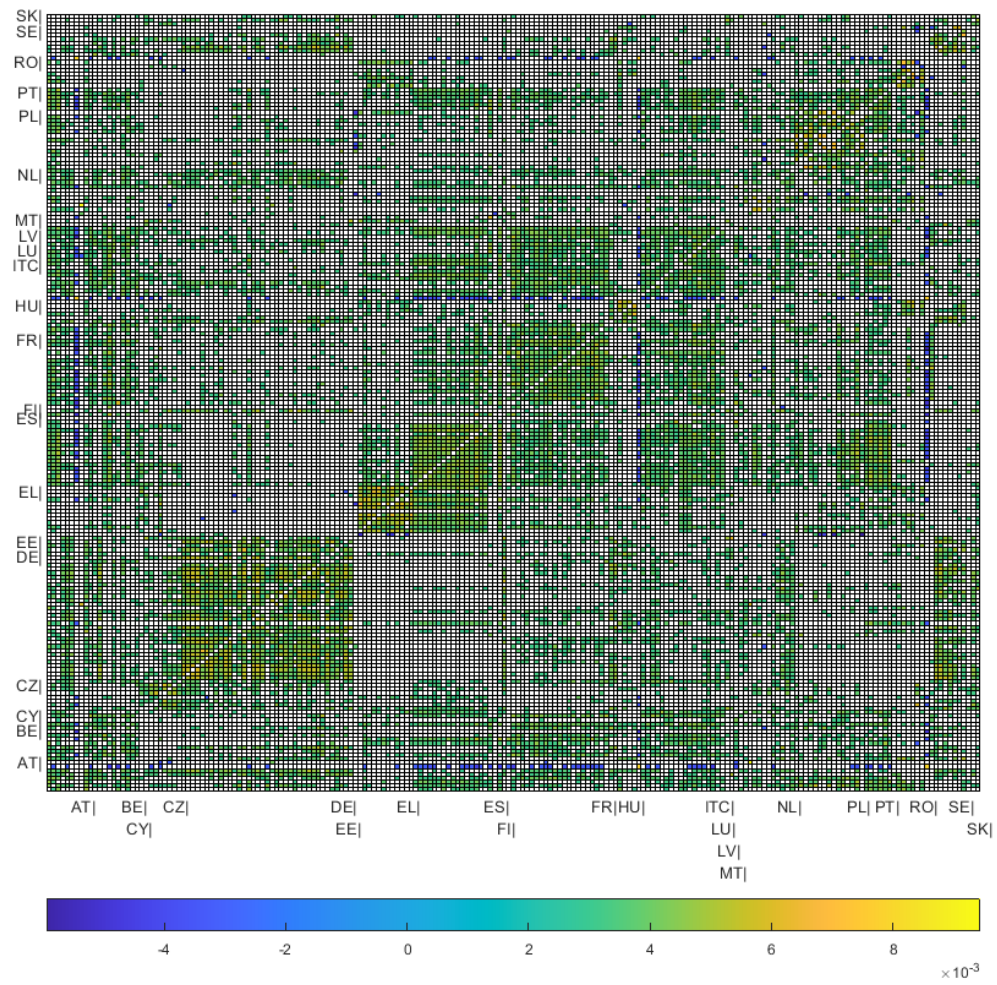 SK|
SE|
RO|
PT|
PL|
NL|
MT|
LV
LU
ITC|
HU|
FR|
FI|
ES|
EL|
EE|
DE|
CZ|
CY|
BE|
AT|
AT| BE| CZ| DE| EL| ES| FR| HU| ITC| NL| PL| PT| RO| SE|
CY| EE| FI| LU| SK|
LV|
MT|
-4 -2 0 2 4 6 8
×10⁻³